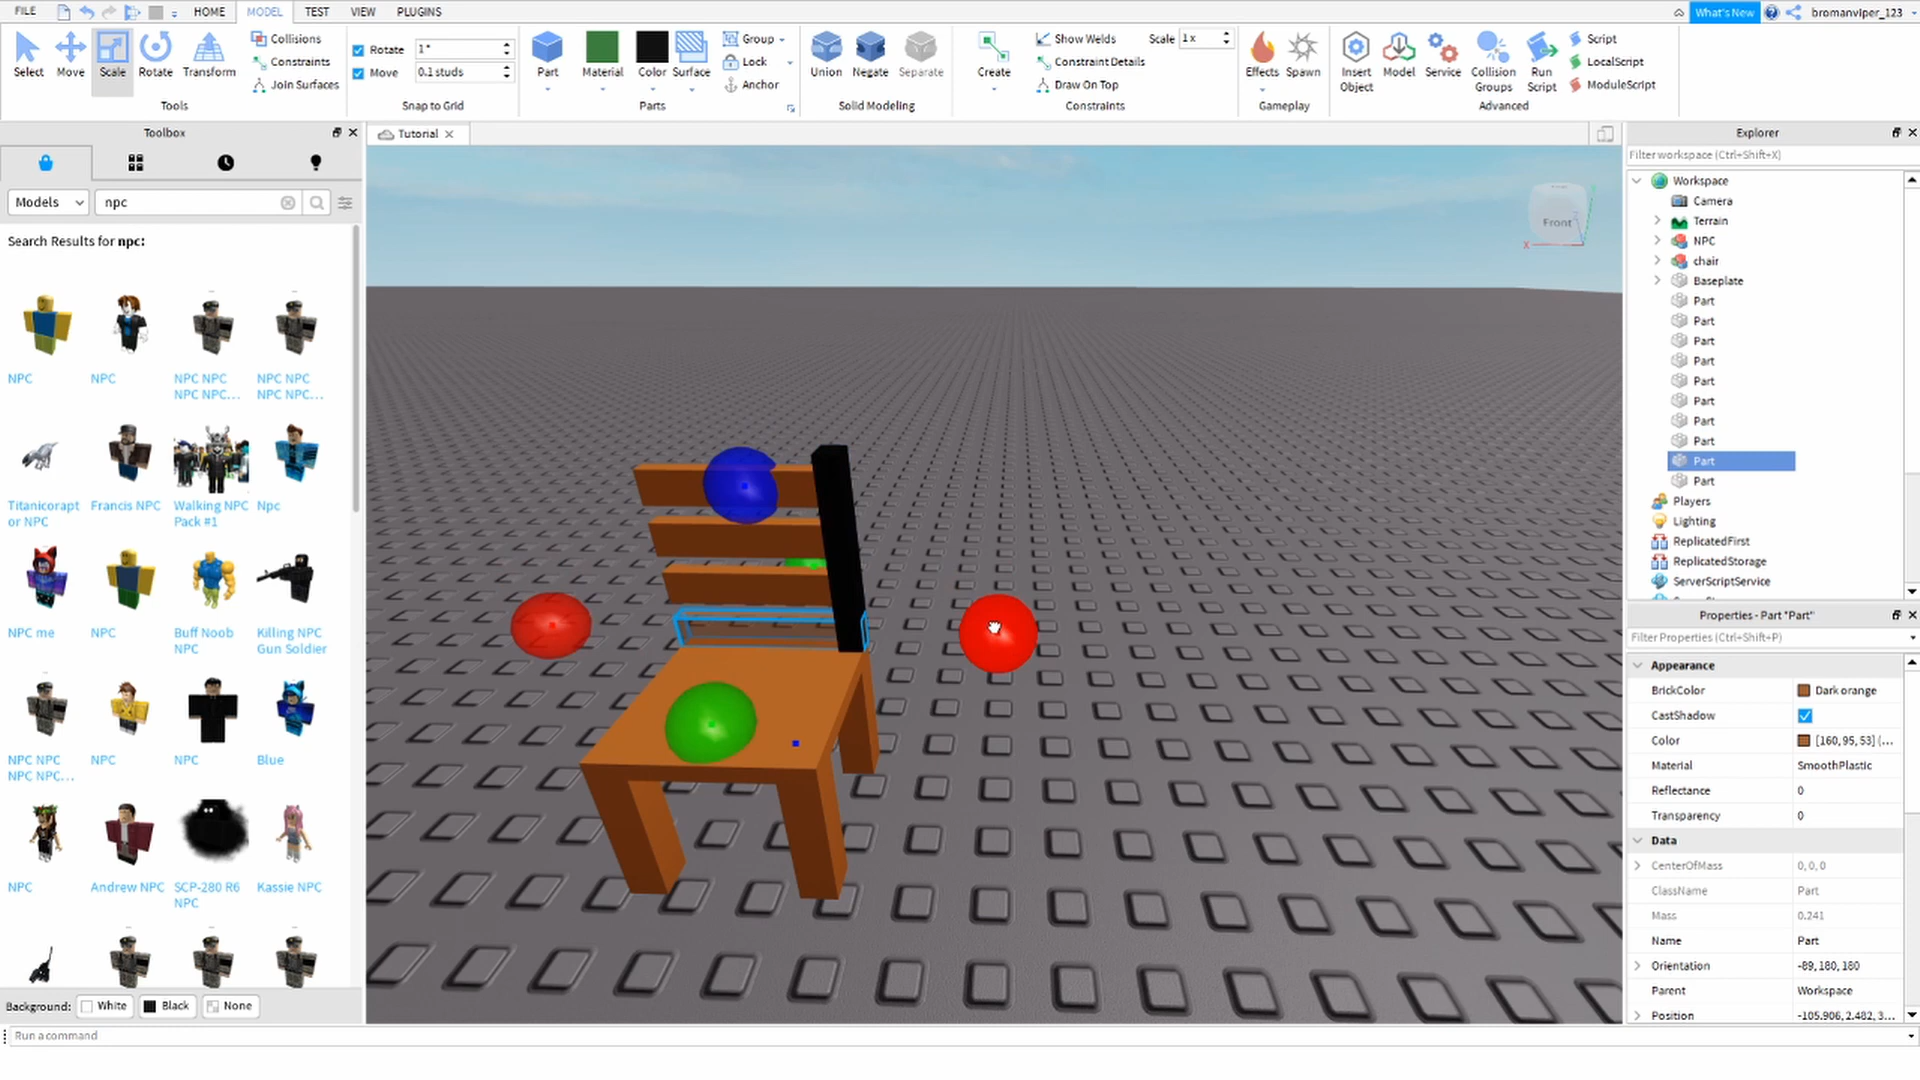 FILE HOME MODEL TEST VIEW PLUGINS What's New bromanviper_123
Select Move Scale Rotate Transform
Collisions
Constraints
Join Surfaces
Tools
Rotate 1°
Move 0.1 studs
Snap to Grid
Part Material Color Surface
Group
Lock
Anchor
Parts
Union Negate Separate
Solid Modeling
Create
Show Welds
Constraint Details
Draw On Top
Scale 1x
Constraints
Effects Spawn
Gameplay
Insert Object
Model
Service
Collision Groups
Run Script
Script
LocalScript
ModuleScript
Advanced
Toolbox
Models npc
Search Results for npc:
NPC NPC NPC NPC NPC NPC
NPC NPC... NPC NPC...
Titanicorapt Francis NPC Walking NPC Npc
or NPC Pack #1
NPC me NPC Buff Noob Killing NPC
NPC Gun Soldier
NPC NPC NPC NPC Blue
NPC NPC...
NPC Andrew NPC SCP-280 R6 Kassie NPC
NPC
Background: White Black None
Run a command
Tutorial
Front
X
Explorer
Filter workspace (Ctrl+Shift+X)
Workspace
Camera
Terrain
NPC
chair
Baseplate
Part
Part
Part
Part
Part
Part
Part
Part
Part
Part
Players
Lighting
ReplicatedFirst
ReplicatedStorage
ServerScriptService
Properties - Part "Part"
Filter Properties (Ctrl+Shift+P)
Appearance
BrickColor Dark orange
CastShadow
Color [160, 95, 53] (...
Material SmoothPlastic
Reflectance 0
Transparency 0
Data
CenterOfMass 0, 0, 0
ClassName Part
Mass 0.241
Name Part
Orientation -89, 180, 180
Parent Workspace
Position -105.906, 2.482, 3...